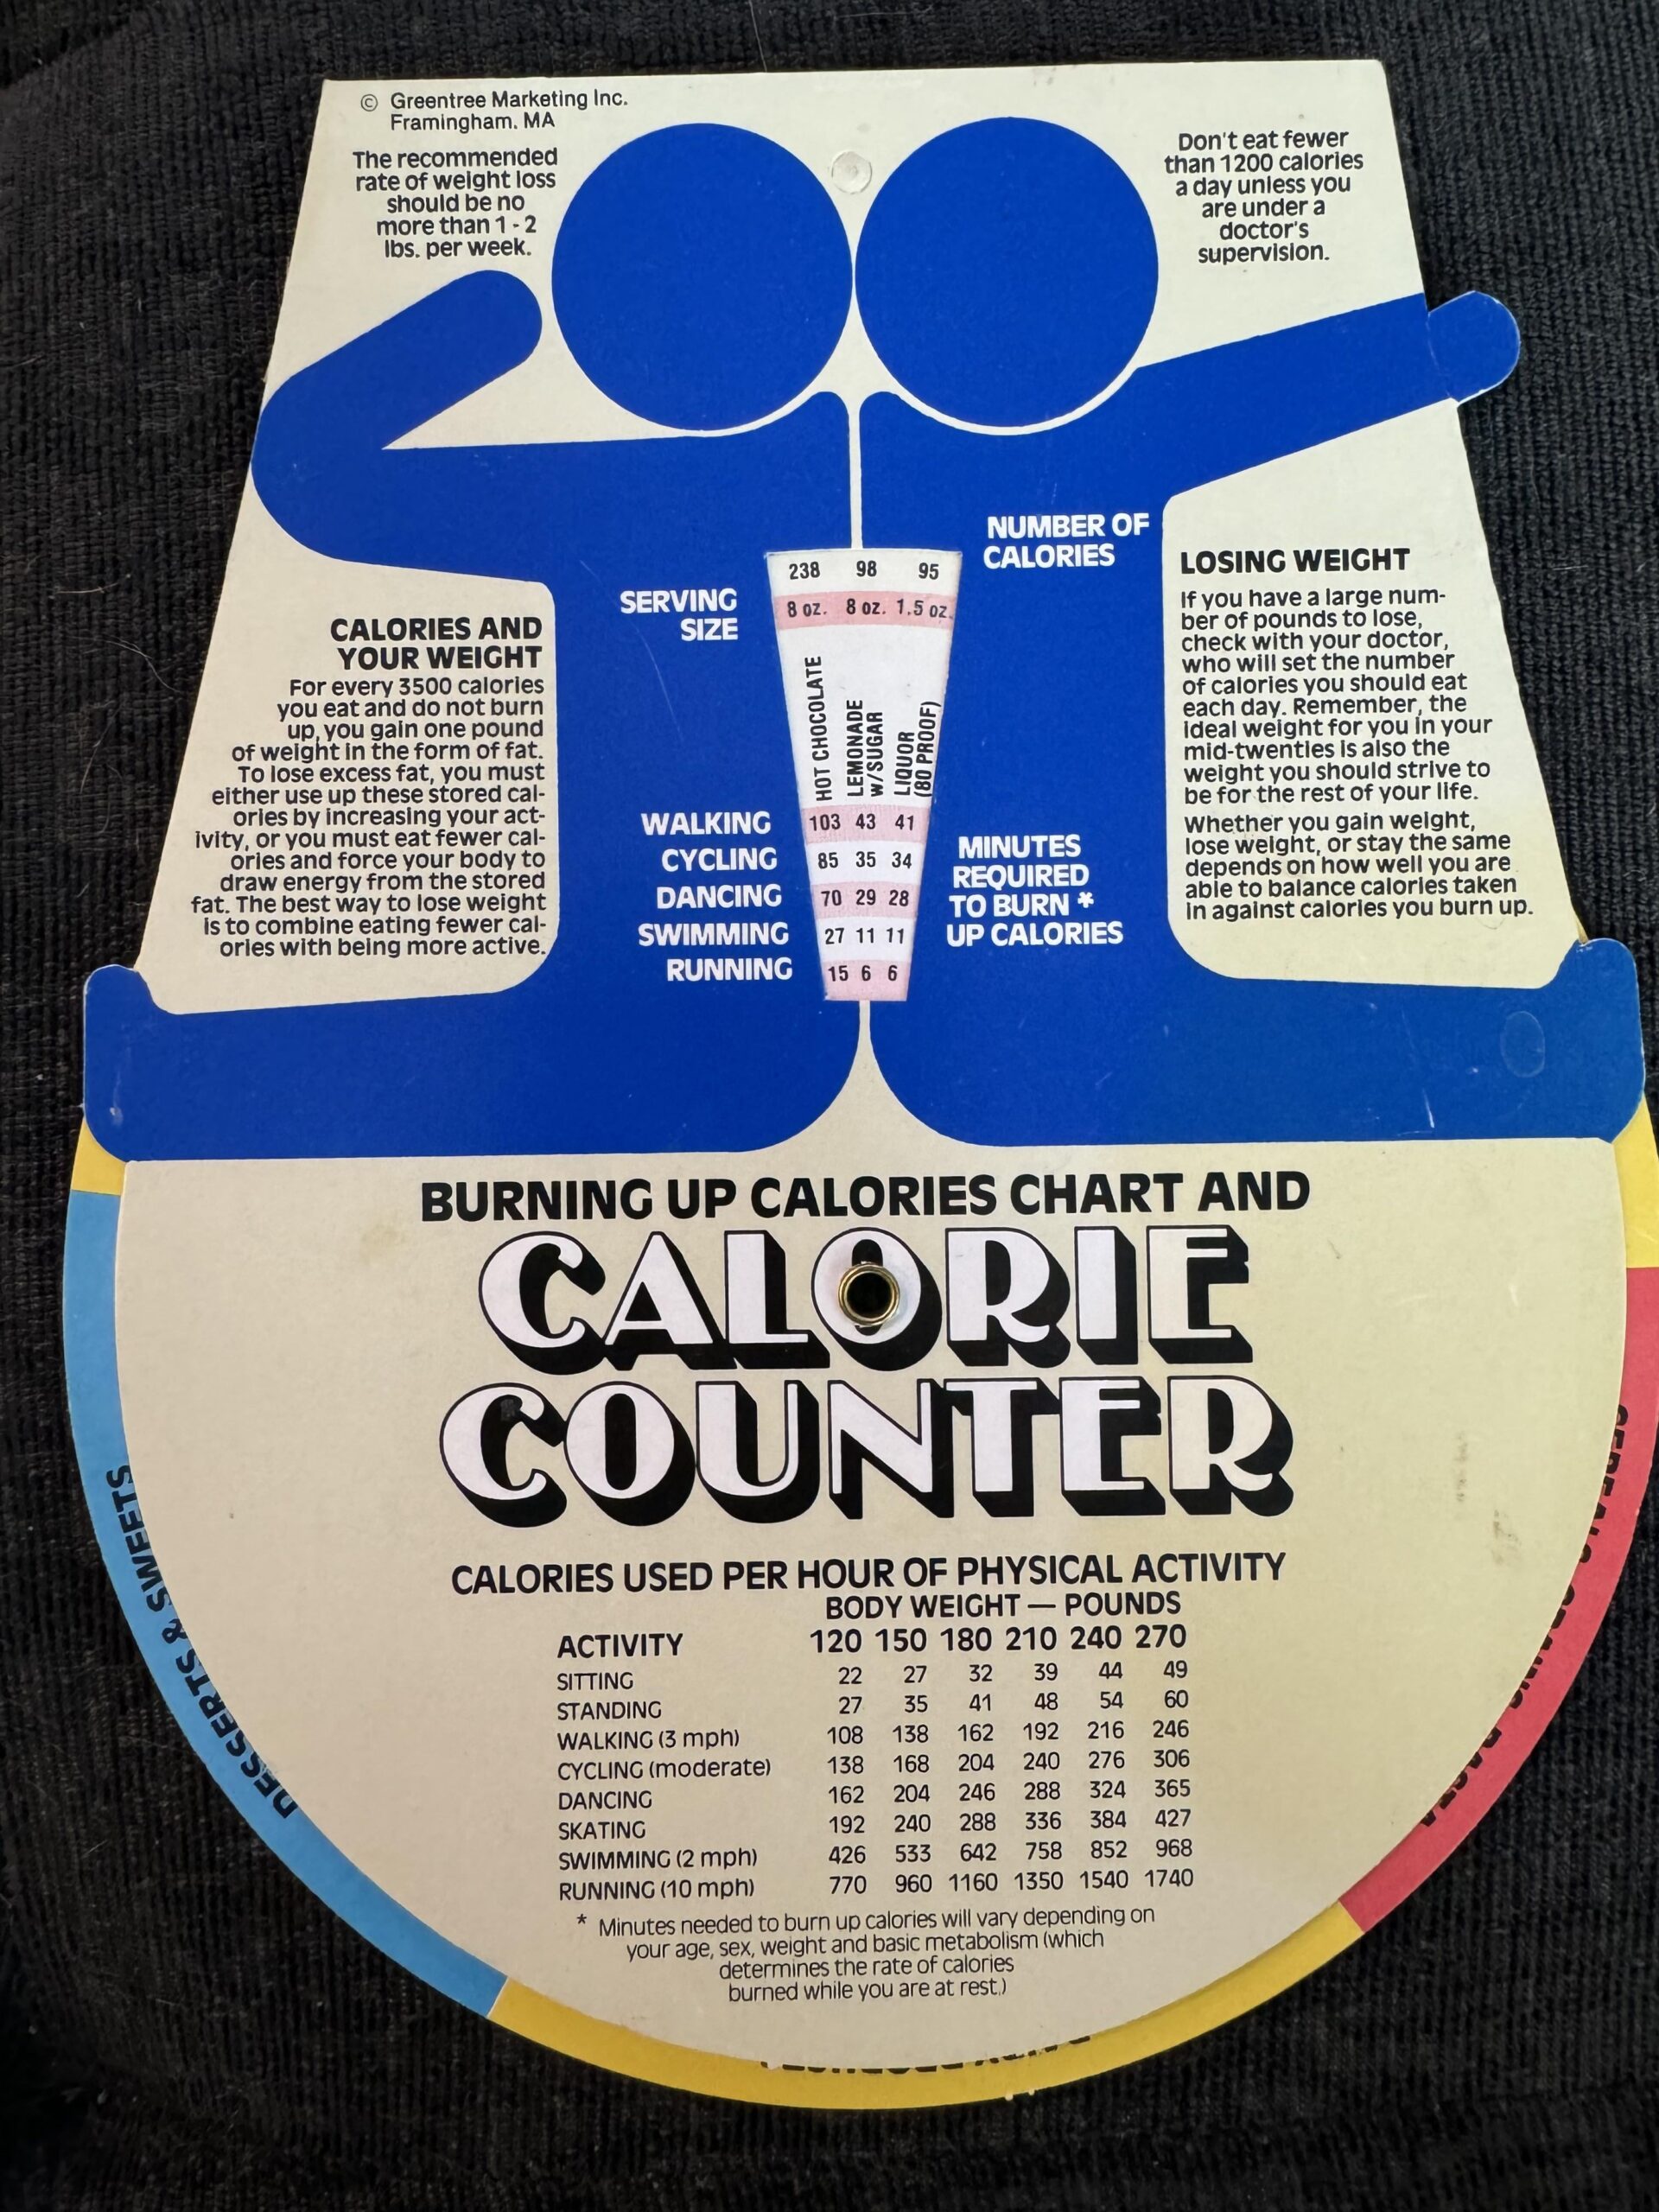 © Greentree Marketing Inc.
Framingham. MA
The recommended
rate of weight loss
should be no
more than 1 - 2
lbs. per week.
Don't eat fewer
than 1200 calories
a day unless you
are under a
doctor's
supervision.
NUMBER OF
CALORIES
238 98 95
SERVING
SIZE
8 oz. 8 oz. 1.5 oz.
HOT CHOCOLATE
LEMONADE
w/SUGAR
LIQUOR
(80 PROOF)
WALKING 103 43 41
CYCLING 85 35 34
DANCING 70 29 28
SWIMMING 27 11 11
RUNNING 15 6 6
MINUTES
REQUIRED
TO BURN *
UP CALORIES
CALORIES AND
YOUR WEIGHT
For every 3500 calories
you eat and do not burn
up, you gain one pound
of weight in the form of fat.
To lose excess fat, you must
either use up these stored cal-
ories by increasing your act-
ivity, or you must eat fewer cal-
ories and force your body to
draw energy from the stored
fat. The best way to lose weight
is to combine eating fewer cal-
ories with being more active.
LOSING WEIGHT
If you have a large num-
ber of pounds to lose,
check with your doctor,
who will set the number
of calories you should eat
each day. Remember, the
ideal weight for you in your
mid-twenties is also the
weight you should strive to
be for the rest of your life.
Whether you gain weight,
lose weight, or stay the same
depends on how well you are
able to balance calories taken
in against calories you burn up.
BURNING UP CALORIES CHART AND
CALORIE
COUNTER
CALORIES USED PER HOUR OF PHYSICAL ACTIVITY
BODY WEIGHT — POUNDS
ACTIVITY 120 150 180 210 240 270
SITTING 22 27 32 39 44 49
STANDING 27 35 41 48 54 60
WALKING (3 mph) 108 138 162 192 216 246
CYCLING (moderate) 138 168 204 240 276 306
DANCING 162 204 246 288 324 365
SKATING 192 240 288 336 384 427
SWIMMING (2 mph) 426 533 642 758 852 968
RUNNING (10 mph) 770 960 1160 1350 1540 1740
* Minutes needed to burn up calories will vary depending on
your age, sex, weight and basic metabolism (which
determines the rate of calories
burned while you are at rest.)
DESSERTS & SWEETS